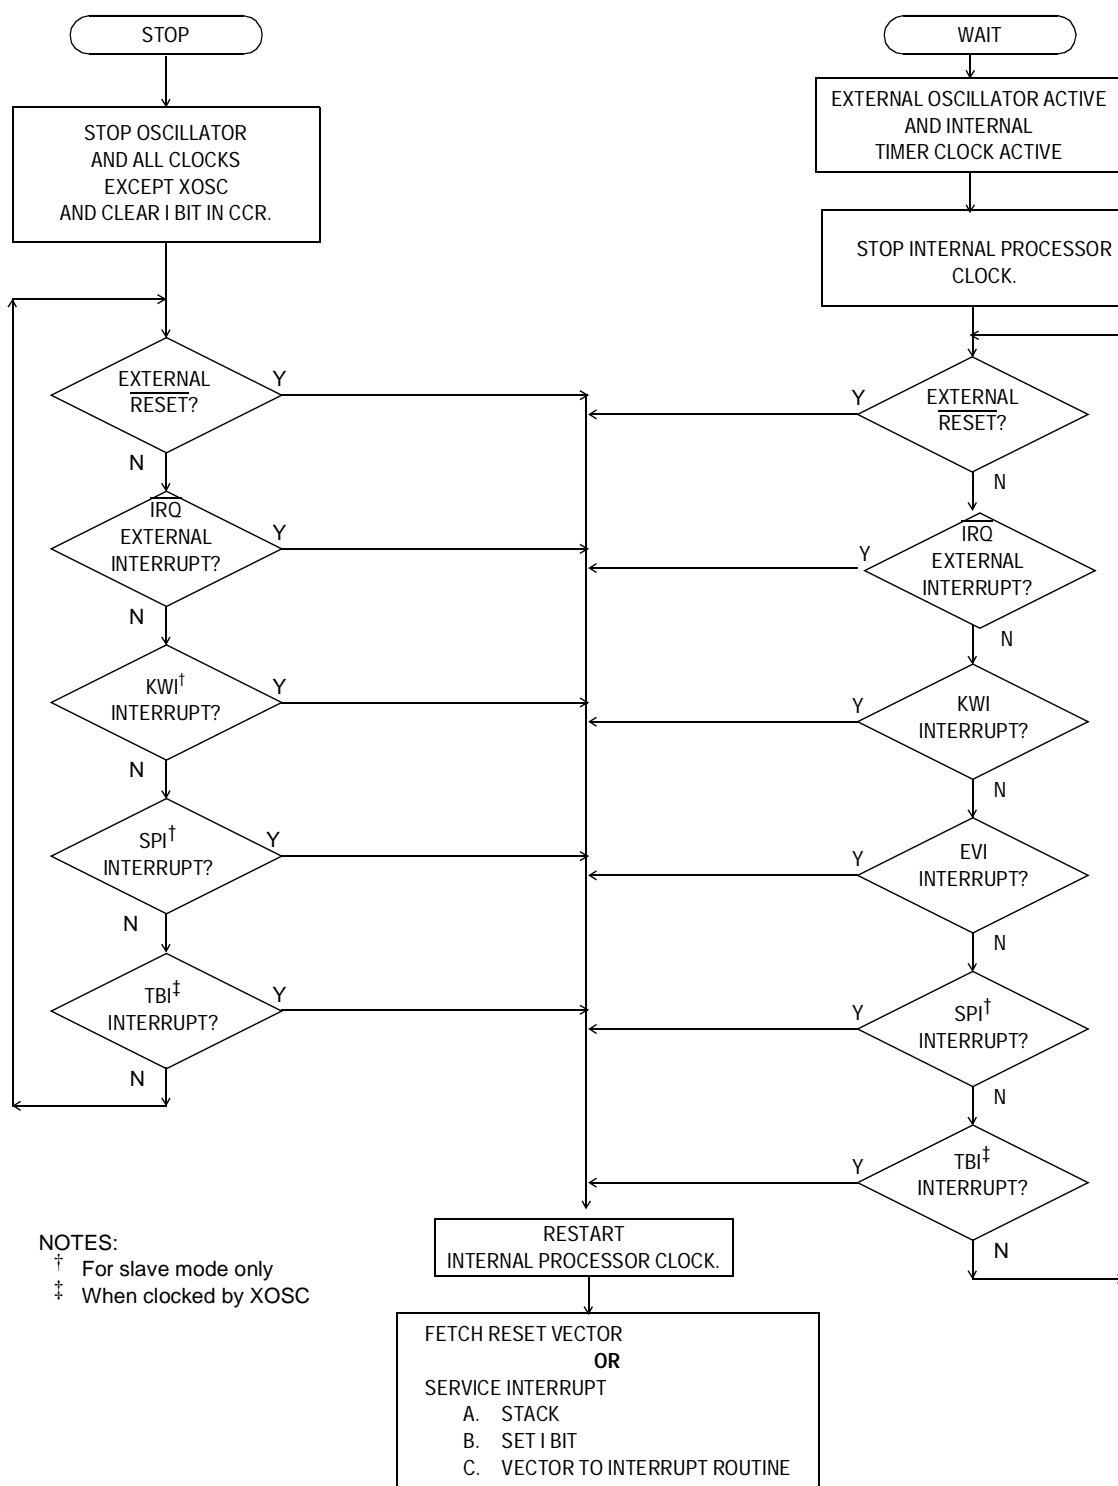 STOP
STOP OSCILLATOR
AND ALL CLOCKS
EXCEPT XOSC
AND CLEAR I BIT IN CCR.
EXTERNAL
RESET?
Y
N
IRQ
EXTERNAL
INTERRUPT?
Y
N
KWI†
INTERRUPT?
Y
N
SPI†
INTERRUPT?
Y
N
TBI‡
INTERRUPT?
Y
N
WAIT
EXTERNAL OSCILLATOR ACTIVE
AND INTERNAL
TIMER CLOCK ACTIVE
STOP INTERNAL PROCESSOR
CLOCK.
Y
EXTERNAL
RESET?
N
Y
IRQ
EXTERNAL
INTERRUPT?
N
Y
KWI
INTERRUPT?
N
Y
EVI
INTERRUPT?
N
Y
SPI†
INTERRUPT?
N
Y
TBI‡
INTERRUPT?
N
RESTART
INTERNAL PROCESSOR CLOCK.
FETCH RESET VECTOR
OR
SERVICE INTERRUPT
A. STACK
B. SET I BIT
C. VECTOR TO INTERRUPT ROUTINE
NOTES:
† For slave mode only
‡ When clocked by XOSC